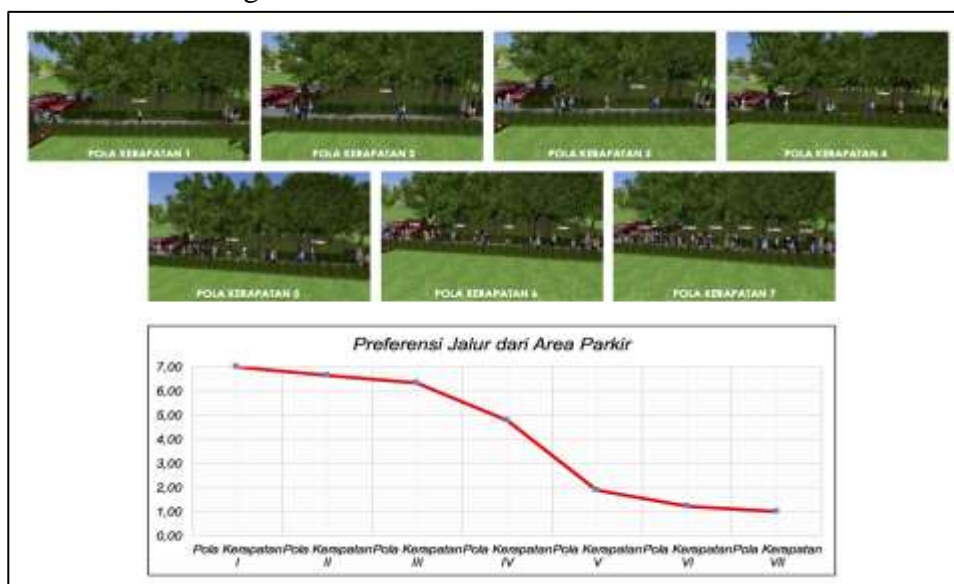 POLA KERAPATAN 1
POLA KERAPATAN 2
POLA KERAPATAN 3
POLA KERAPATAN 4
POLA KERAPATAN 5
POLA KERAPATAN 6
POLA KERAPATAN 7
Preferensi Jalur dari Area Parkir
7,00
6,00
5,00
4,00
3,00
2,00
1,00
0,00
Pola Kerapatan Pola Kerapatan Pola Kerapatan Pola Kerapatan Pola Kerapatan Pola Kerapatan Pola Kerapatan
I II III IV V VI VII